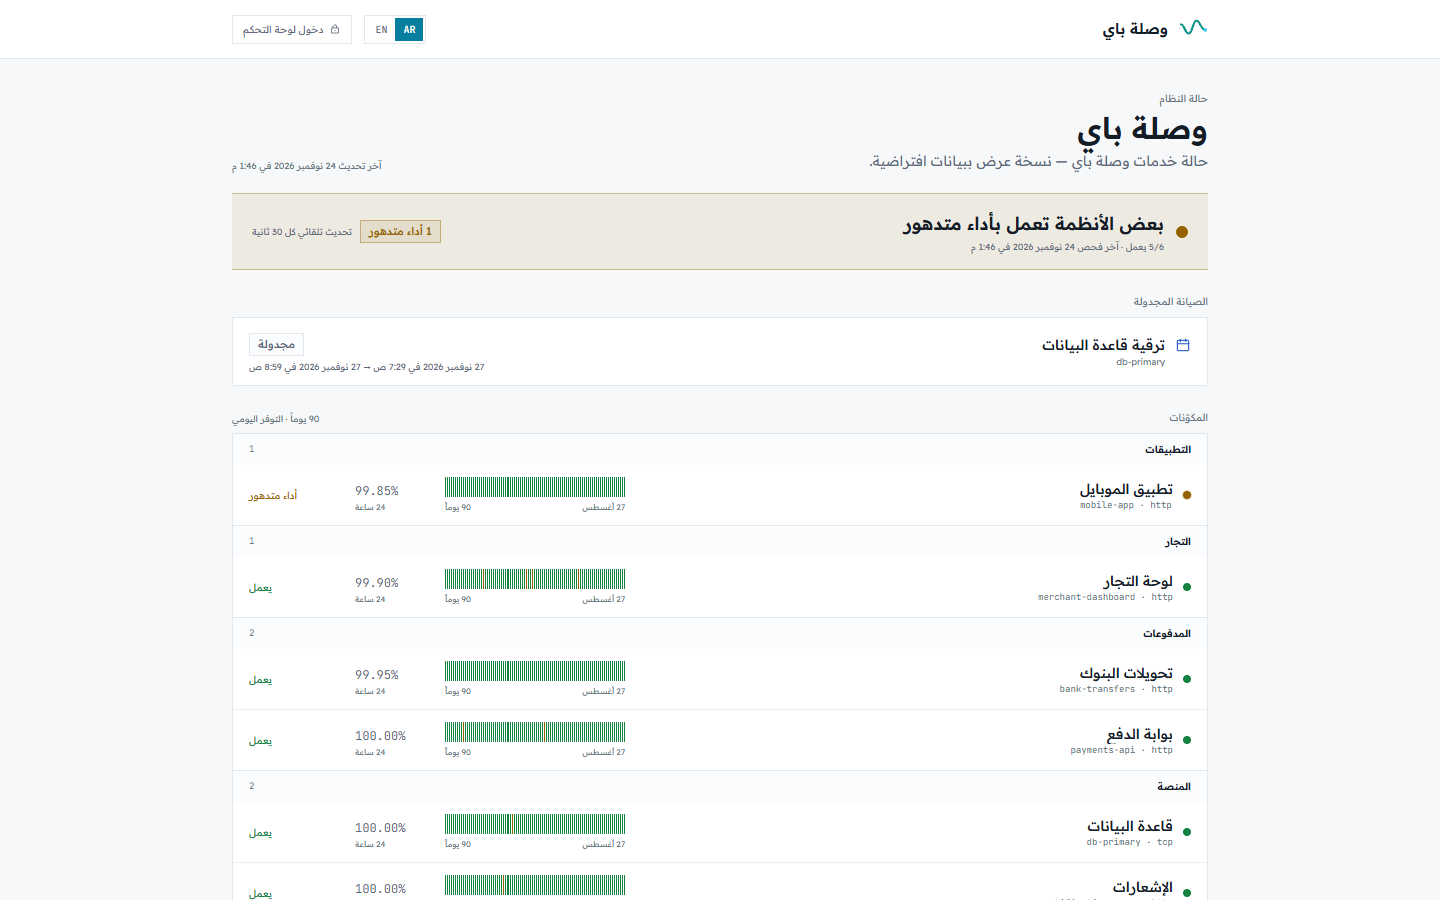 وصلة باي
AR EN
دخول لوحة التحكم
حالة النظام
وصلة باي
حالة خدمات وصلة باي — نسخة عرض ببيانات افتراضية.
آخر تحديث 24 نوفمبر 2026 في 1:46 م
بعض الأنظمة تعمل بأداء متدهور
5/6 يعمل · آخر فحص 24 نوفمبر 2026 في 1:46 م
1 أداء متدهور
تحديث تلقائي كل 30 ثانية
الصيانة المجدولة
ترقية قاعدة البيانات
db-primary
مجدولة
27 نوفمبر 2026 في 7:29 ص → 27 نوفمبر 2026 في 8:59 ص
المكوّنات
90 يوماً · التوفر اليومي
التطبيقات
1
تطبيق الموبايل
mobile-app · http
27 أغسطس
90 يوماً
99.85%
24 ساعة
أداء متدهور
التجار
1
لوحة التجار
merchant-dashboard · http
27 أغسطس
90 يوماً
99.90%
24 ساعة
يعمل
المدفوعات
2
تحويلات البنوك
bank-transfers · http
27 أغسطس
90 يوماً
99.95%
24 ساعة
يعمل
بوابة الدفع
payments-api · http
27 أغسطس
90 يوماً
100.00%
24 ساعة
يعمل
المنصة
2
قاعدة البيانات
db-primary · tcp
27 أغسطس
90 يوماً
100.00%
24 ساعة
يعمل
الإشعارات
100.00%
يعمل